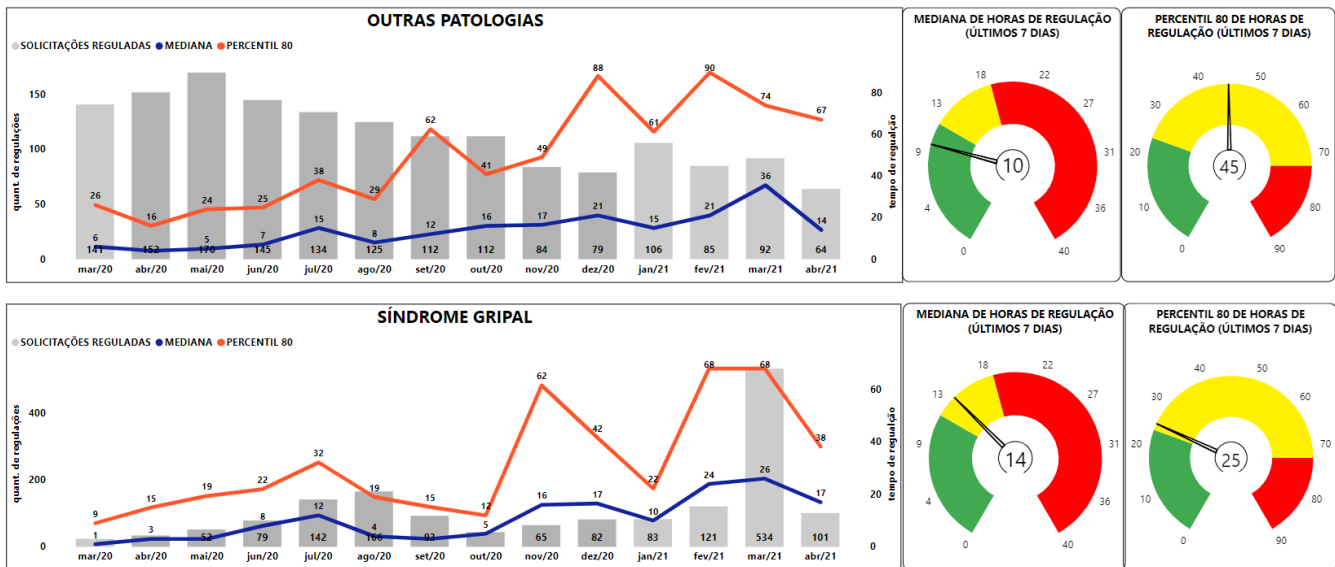 OUTRAS PATOLOGIAS
SOLICITAÇÕES REGULADAS MEDIANA PERCENTIL 80
quant. de regulações
150
100
50
0
80
60
40
20
0
tempo de regualção
26 16 24 25 38 29 62 41 49 88 61 90 74 67
6 5 7 15 8 12 16 17 21 15 21 36 14
141 152 170 145 134 125 112 112 84 79 106 85 92 64
mar/20 abr/20 mai/20 jun/20 jul/20 ago/20 set/20 out/20 nov/20 dez/20 jan/21 fev/21 mar/21 abr/21
MEDIANA DE HORAS DE REGULAÇÃO
(ÚLTIMOS 7 DIAS)
0 4 9 13 18 22 27 31 36 40
10
PERCENTIL 80 DE HORAS DE
REGULAÇÃO (ÚLTIMOS 7 DIAS)
0 10 20 30 40 50 60 70 80 90
45
SÍNDROME GRIPAL
SOLICITAÇÕES REGULADAS MEDIANA PERCENTIL 80
quant. de regulações
400
200
0
60
40
20
0
tempo de regualção
9 15 19 22 32 19 15 12 62 42 22 68 68 38
1 3 8 12 4 5 16 17 10 24 26 17
52 79 142 166 93 65 82 83 121 534 101
mar/20 abr/20 mai/20 jun/20 jul/20 ago/20 set/20 out/20 nov/20 dez/20 jan/21 fev/21 mar/21 abr/21
MEDIANA DE HORAS DE REGULAÇÃO
(ÚLTIMOS 7 DIAS)
0 4 9 13 18 22 27 31 36 40
14
PERCENTIL 80 DE HORAS DE
REGULAÇÃO (ÚLTIMOS 7 DIAS)
0 10 20 30 40 50 60 70 80 90
25